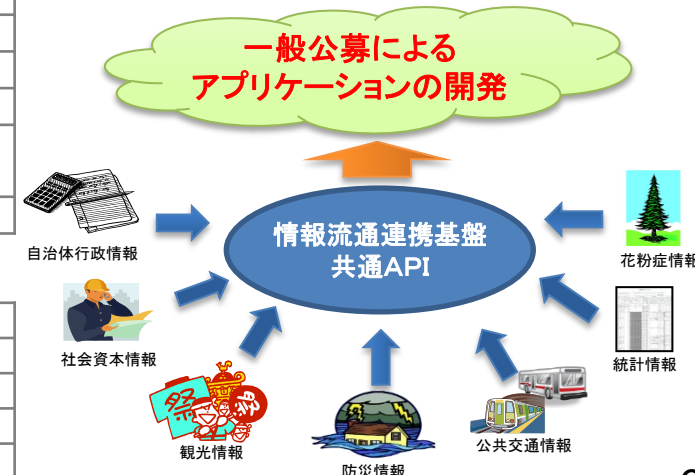 一般公募による
アプリケーションの開発
情報流通連携基盤
共通API
自治体行政情報
花粉症情報
社会資本情報
統計情報
祭
観光情報
公共交通情報
防災情報